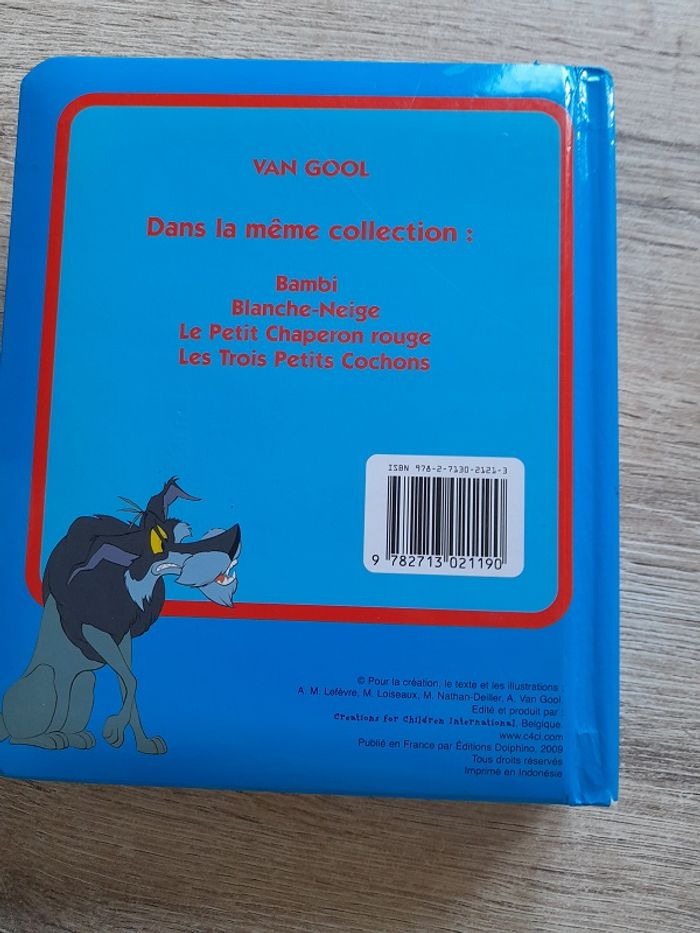 VAN GOOL
Dans la même collection :
Bambi
Blanche-Neige
Le Petit Chaperon rouge
Les Trois Petits Cochons
ISBN 978-2-7130-2121-3
9 782713 021190
© Pour la création, le texte et les illustrations :
A. M. Lefèvre, M. Loiseaux, M. Nathan-Deiller, A. Van Gool
Edité et produit par :
Creations for Children International, Belgique,
www.c4ci.com
Publié en France par Éditions Dolphino, 2009
Tous droits réservés
Imprimé en Indonésie